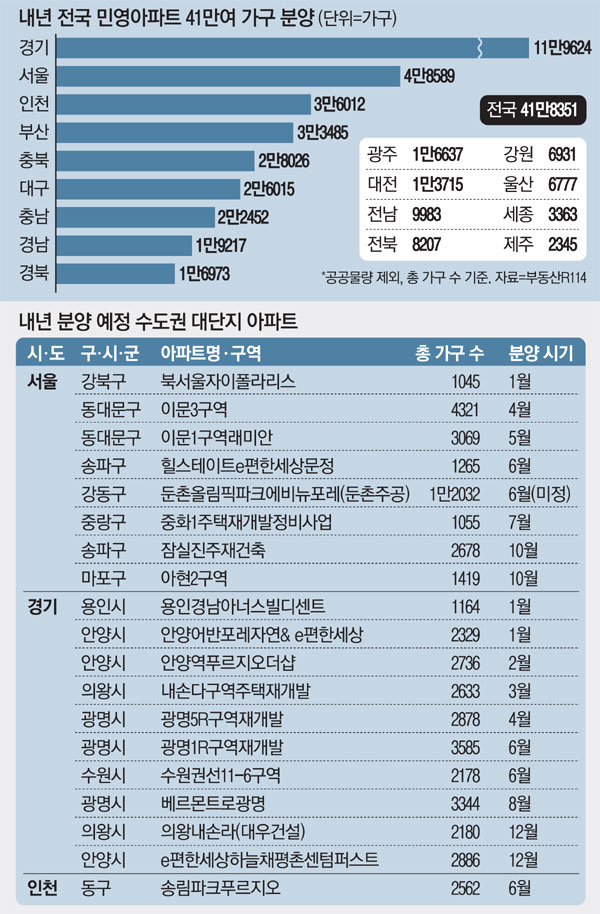 내년 전국 민영아파트 41만여 가구 분양 (단위=가구)
경기 11만9624
서울 4만8589
인천 3만6012
부산 3만3485
충북 2만8026
대구 2만6015
충남 2만2452
경남 1만9217
경북 1만6973
전국 41만8351
광주 1만6637 강원 6931
대전 1만3715 울산 6777
전남 9983 세종 3363
전북 8207 제주 2345
*공공물량 제외, 총 가구 수 기준. 자료=부동산R114
내년 분양 예정 수도권 대단지 아파트
시·도 구·시·군 아파트명·구역 총 가구 수 분양 시기
서울 강북구 북서울자이폴라리스 1045 1월
동대문구 이문3구역 4321 4월
동대문구 이문1구역래미안 3069 5월
송파구 힐스테이트e편한세상문정 1265 6월
강동구 둔촌올림픽파크에비뉴포레(둔촌주공) 1만2032 6월(미정)
중랑구 중화1주택재개발정비사업 1055 7월
송파구 잠실진주재건축 2678 10월
마포구 아현2구역 1419 10월
경기 용인시 용인경남아너스빌디센트 1164 1월
안양시 안양어반포레자연& e편한세상 2329 1월
안양시 안양역푸르지오더샵 2736 2월
의왕시 내손다구역주택재개발 2633 3월
광명시 광명5R구역재개발 2878 4월
광명시 광명1R구역재개발 3585 6월
수원시 수원권선11-6구역 2178 6월
광명시 베르몬트로광명 3344 8월
의왕시 의왕내손라(대우건설) 2180 12월
안양시 e편한세상하늘채평촌센텀퍼스트 2886 12월
인천 동구 송림파크푸르지오 2562 6월